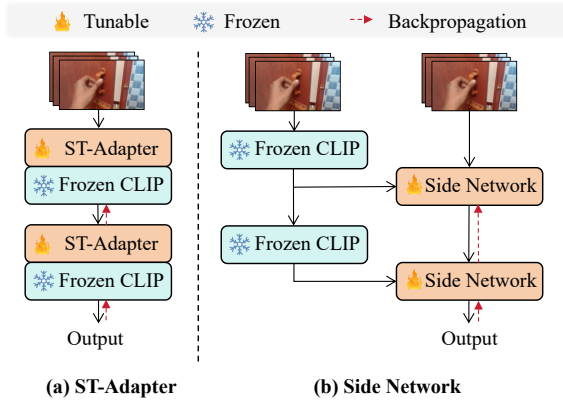 Tunable Frozen Backpropagation
ST-Adapter
Frozen CLIP
ST-Adapter
Frozen CLIP
Output
(a) ST-Adapter
Frozen CLIP
Side Network
Frozen CLIP
Side Network
Output
(b) Side Network